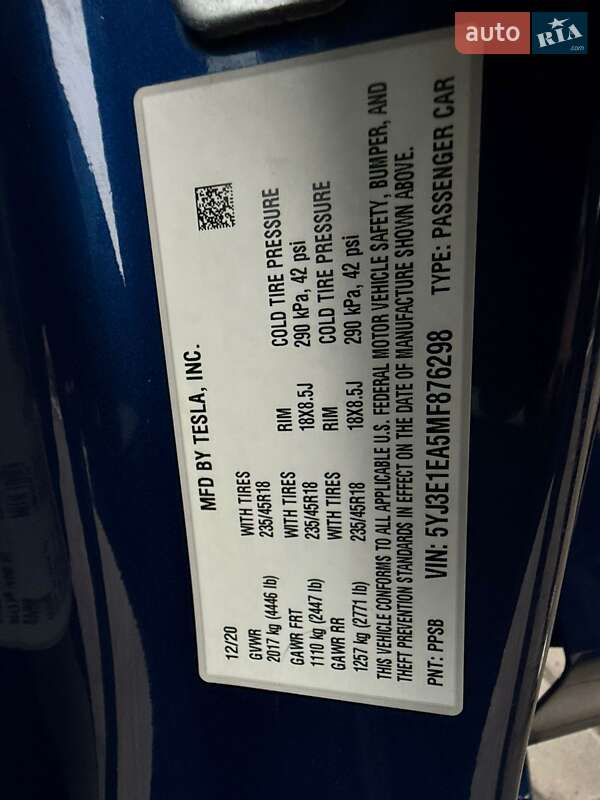 auto RIA.com
MFD BY TESLA, INC.
12/20
GVWR WITH TIRES
2017 kg (4446 lb) 235/45R18
GAWR FRT WITH TIRES RIM COLD TIRE PRESSURE
1110 kg (2447 lb) 235/45R18 18X8.5J 290 kPa, 42 psi
GAWR RR WITH TIRES RIM COLD TIRE PRESSURE
1257 kg (2771 lb) 235/45R18 18X8.5J 290 kPa, 42 psi
THIS VEHICLE CONFORMS TO ALL APPLICABLE U.S. FEDERAL MOTOR VEHICLE SAFETY, BUMPER, AND
THEFT PREVENTION STANDARDS IN EFFECT ON THE DATE OF MANUFACTURE SHOWN ABOVE.
PNT: PPSB VIN: 5YJ3E1EA5MF876298 TYPE: PASSENGER CAR